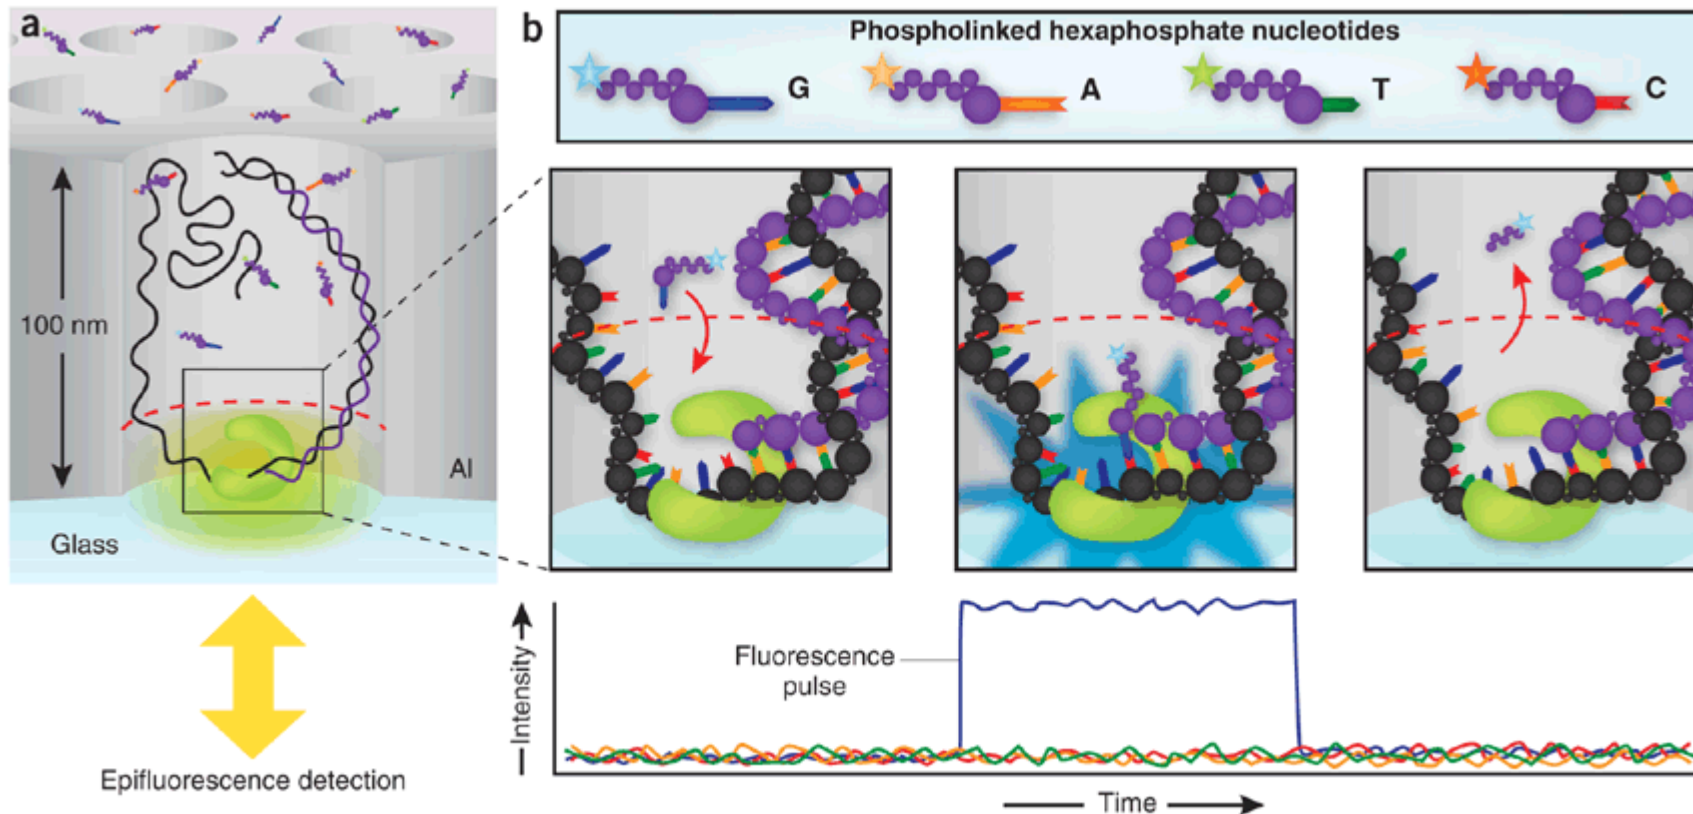 a
100 nm
Al
Glass
Epifluorescence detection
b
Phospholinked hexaphosphate nucleotides
G
A
T
C
Intensity
Fluorescence
pulse
Time